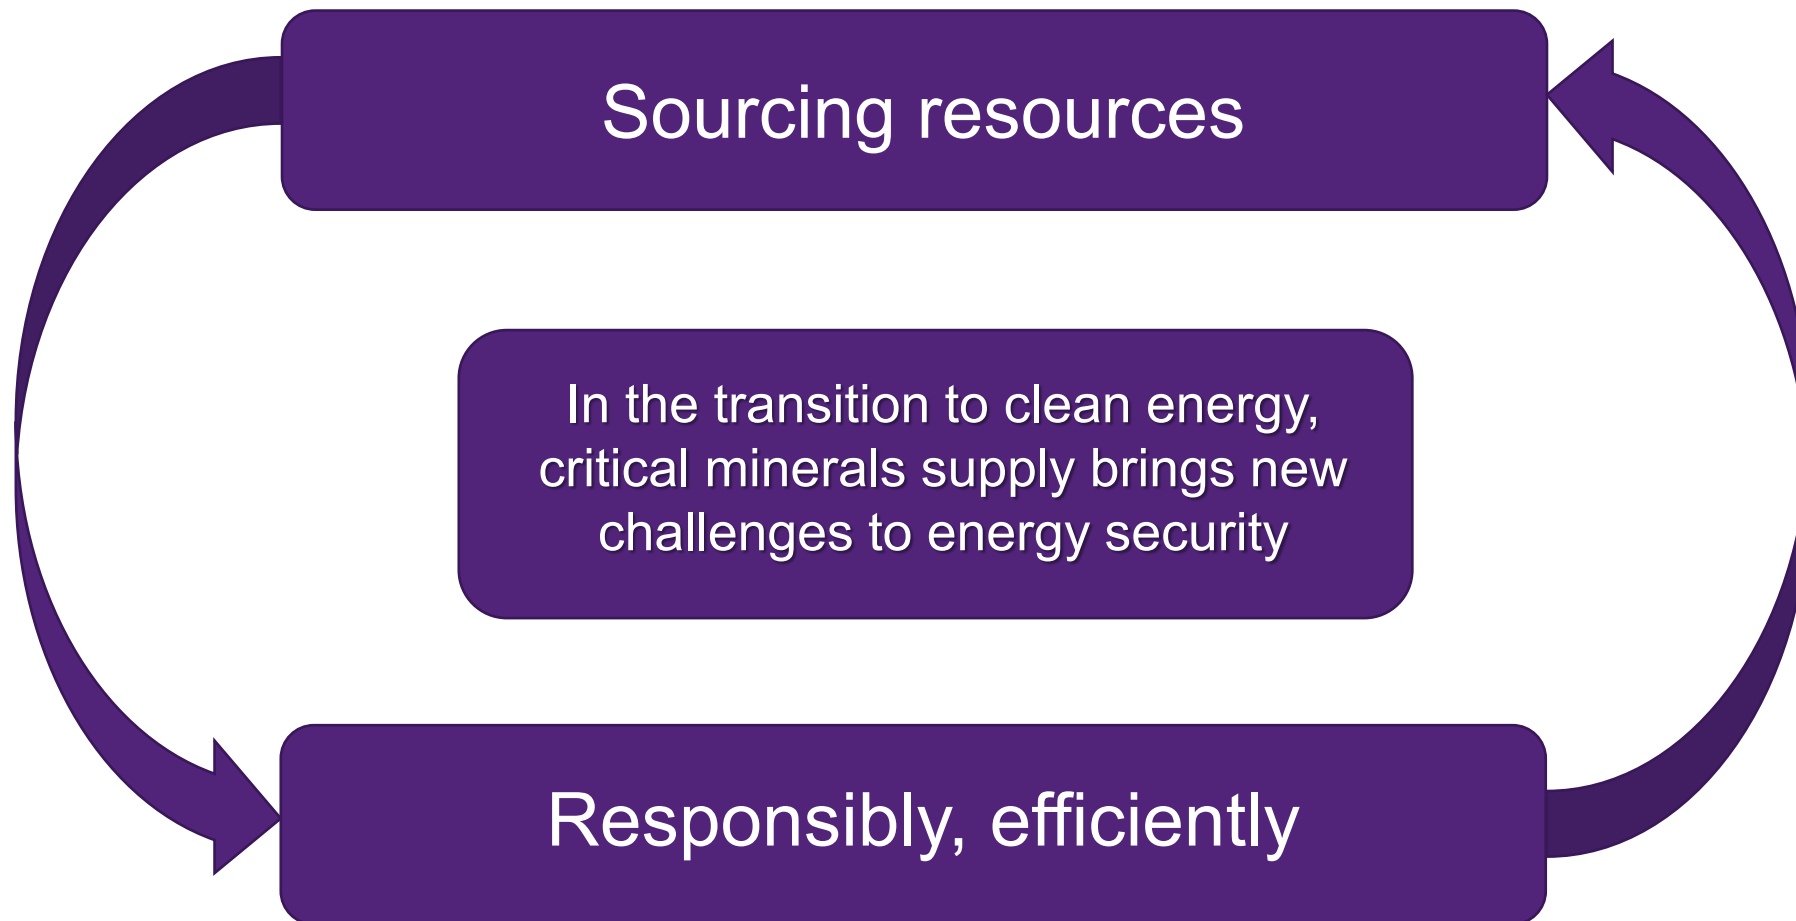 Sourcing resources
In the transition to clean energy,
critical minerals supply brings new
challenges to energy security
Responsibly, efficiently